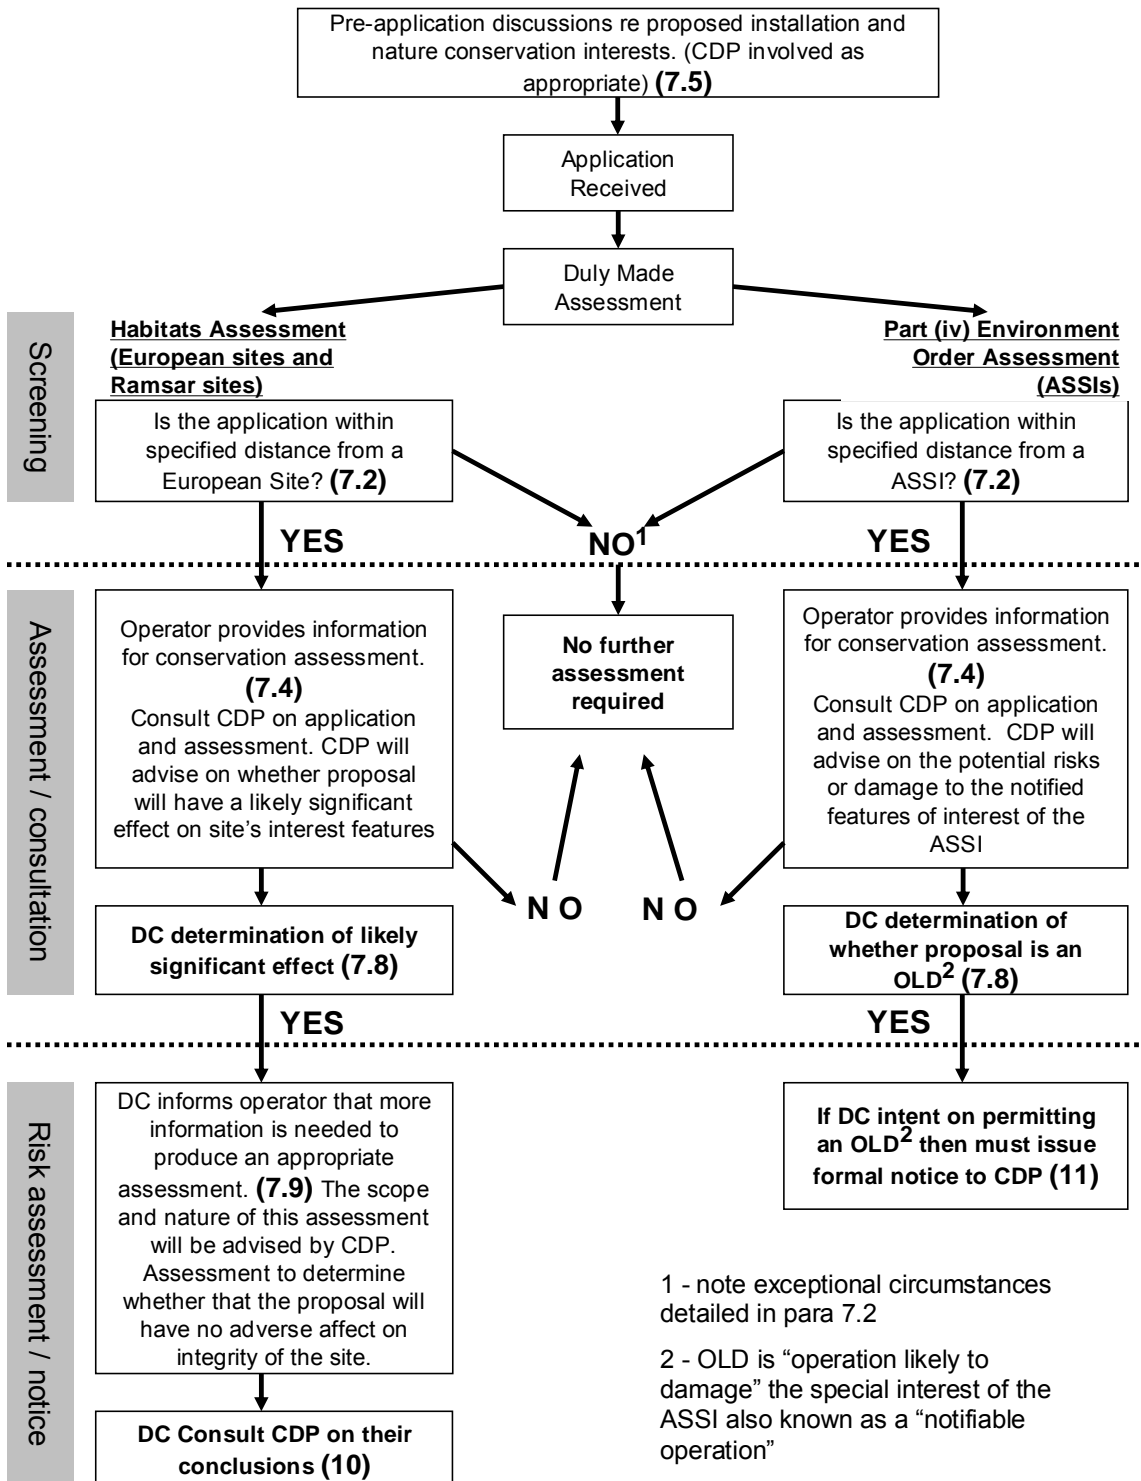 Pre-application discussions re proposed installation and
nature conservation interests. (CDP involved as
appropriate) (7.5)
Application
Received
Duly Made
Assessment
Screening
Habitats Assessment
(European sites and
Ramsar sites)
Part (iv) Environment
Order Assessment
(ASSIs)
Is the application within
specified distance from a
European Site? (7.2)
Is the application within
specified distance from a
ASSI? (7.2)
YES
NO1
YES
Assessment / consultation
Operator provides information
for conservation assessment.
(7.4)
Consult CDP on application
and assessment. CDP will
advise on whether proposal
will have a likely significant
effect on site's interest features
No further
assessment
required
Operator provides information
for conservation assessment.
(7.4)
Consult CDP on application
and assessment. CDP will
advise on the potential risks
or damage to the notified
features of interest of the
ASSI
N O
N O
DC determination of likely
significant effect (7.8)
DC determination of
whether proposal is an
OLD2 (7.8)
YES
YES
Risk assessment / notice
DC informs operator that more
information is needed to
produce an appropriate
assessment. (7.9) The scope
and nature of this assessment
will be advised by CDP.
Assessment to determine
whether that the proposal will
have no adverse affect on
integrity of the site.
If DC intent on permitting
an OLD2 then must issue
formal notice to CDP (11)
DC Consult CDP on their
conclusions (10)
1 - note exceptional circumstances
detailed in para 7.2
2 - OLD is “operation likely to
damage” the special interest of the
ASSI also known as a “notifiable
operation”